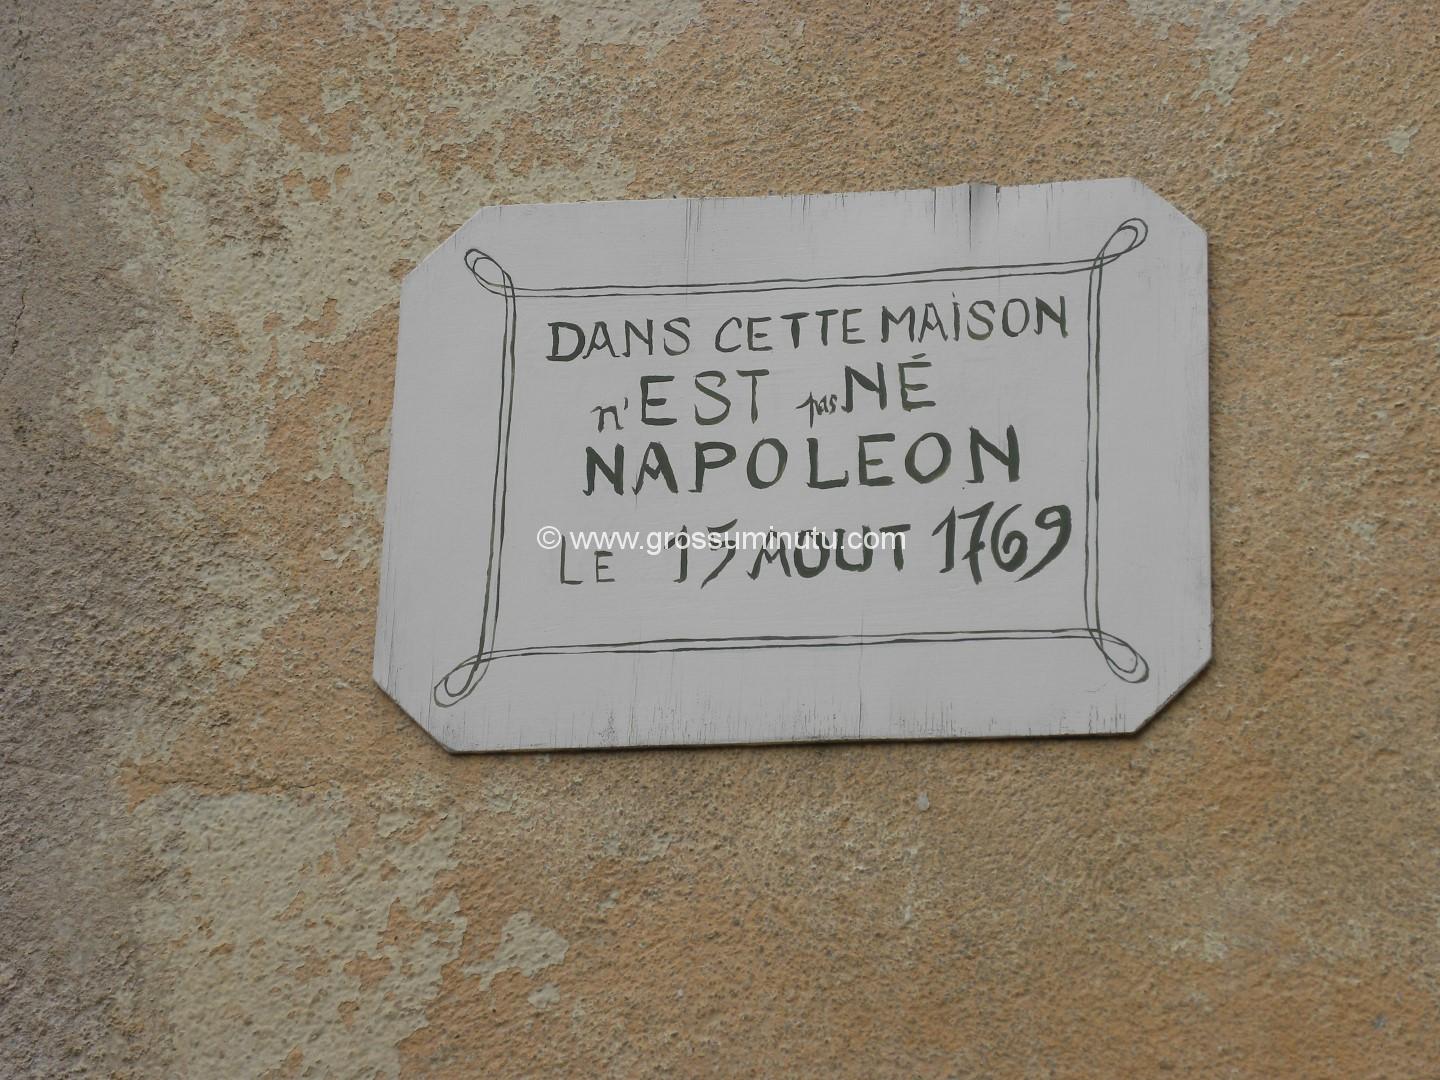 DANS CETTE MAiSON
n'EST pas NÉ
NAPOLEON
LE 15 AOUT 1769
© www.grossuminutu.com